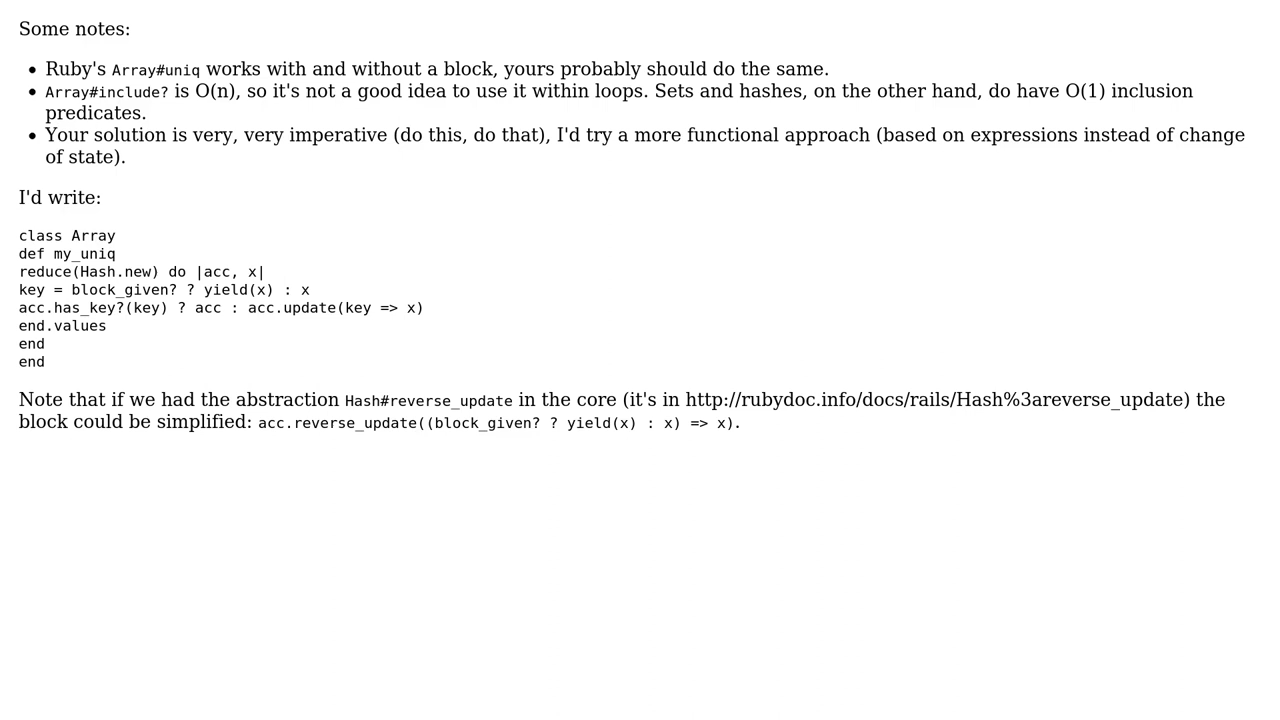 Some notes:
Ruby's Array#uniq works with and without a block, yours probably should do the same.
Array#include? is O(n), so it's not a good idea to use it within loops. Sets and hashes, on the other hand, do have O(1) inclusion
predicates.
Your solution is very, very imperative (do this, do that), I'd try a more functional approach (based on expressions instead of change
of state).
I'd write:
class Array
def my_uniq
reduce(Hash.new) do |acc, x|
key = block_given? ? yield(x) : x
acc.has_key?(key) ? acc : acc.update(key => x)
end.values
end
end
Note that if we had the abstraction Hash#reverse_update in the core (it's in http://rubydoc.info/docs/rails/Hash%3areverse_update) the
block could be simplified: acc.reverse_update((block_given? ? yield(x) : x) => x).